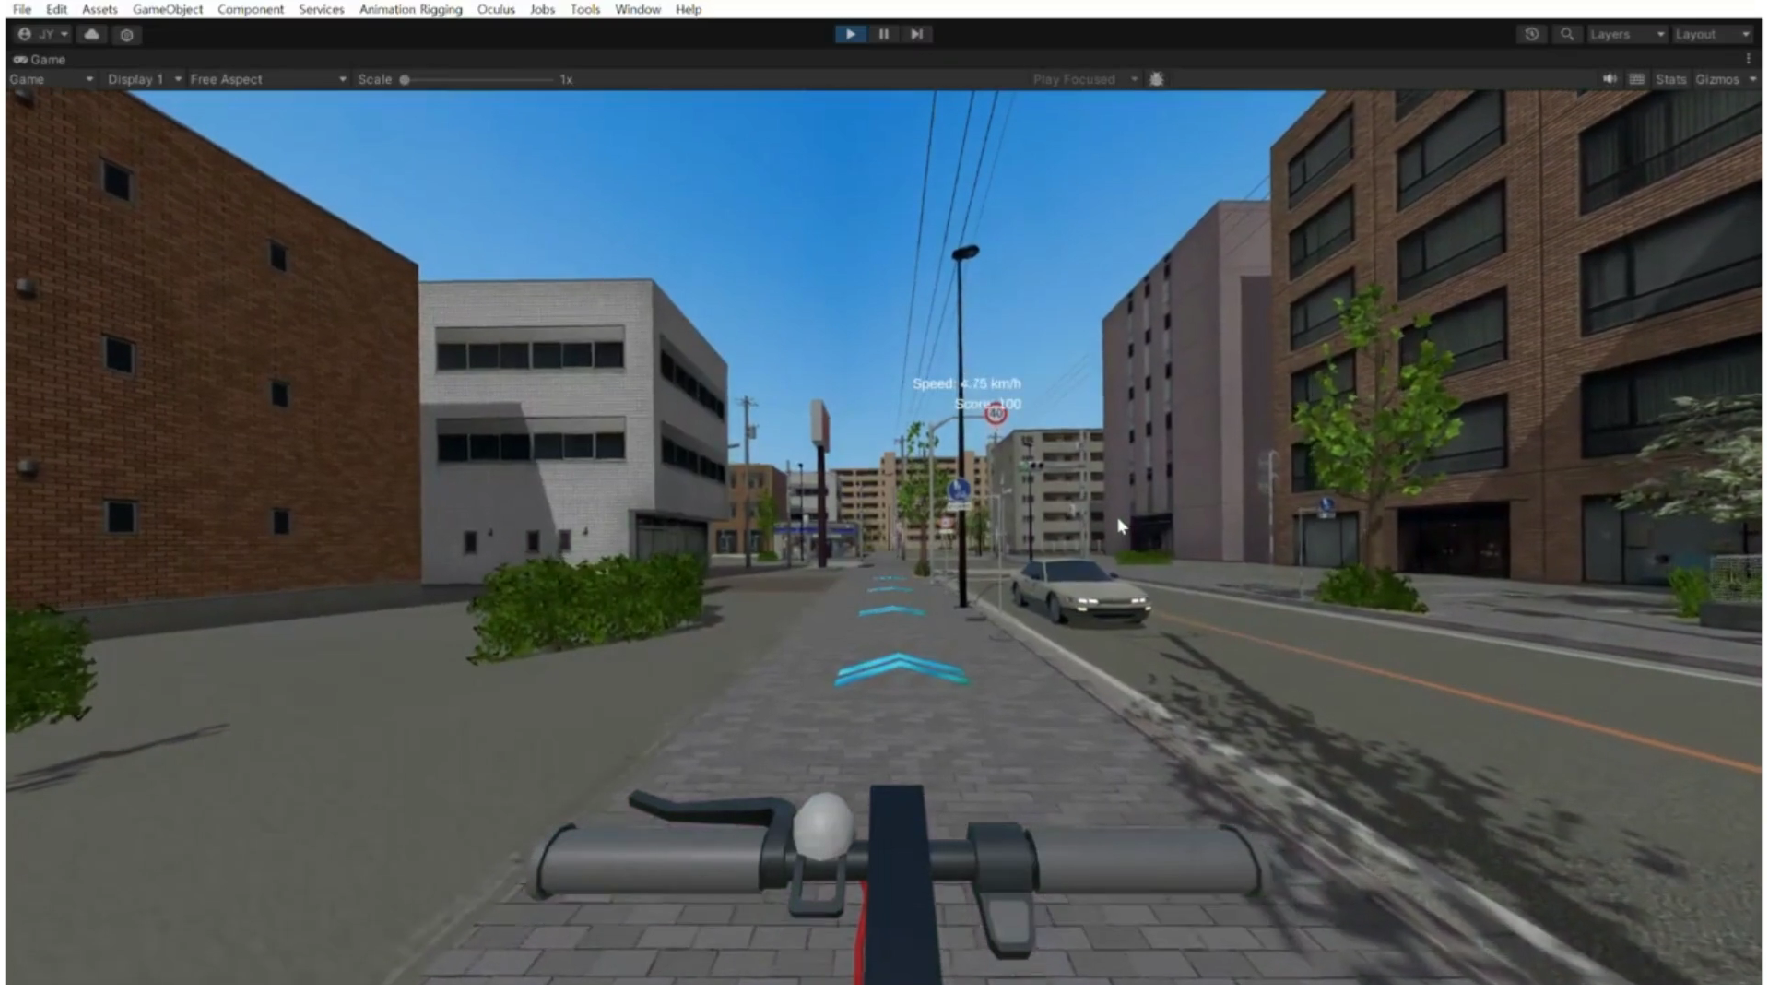 File Edit Assets GameObject Component Services Animation Rigging Oculus Jobs Tools Window Help
JY Layers Layout
Game
Game Display 1 Free Aspect Scale 1x Play Focused Stats Gizmos
Speed: 4.75 km/h
Score: 100
40